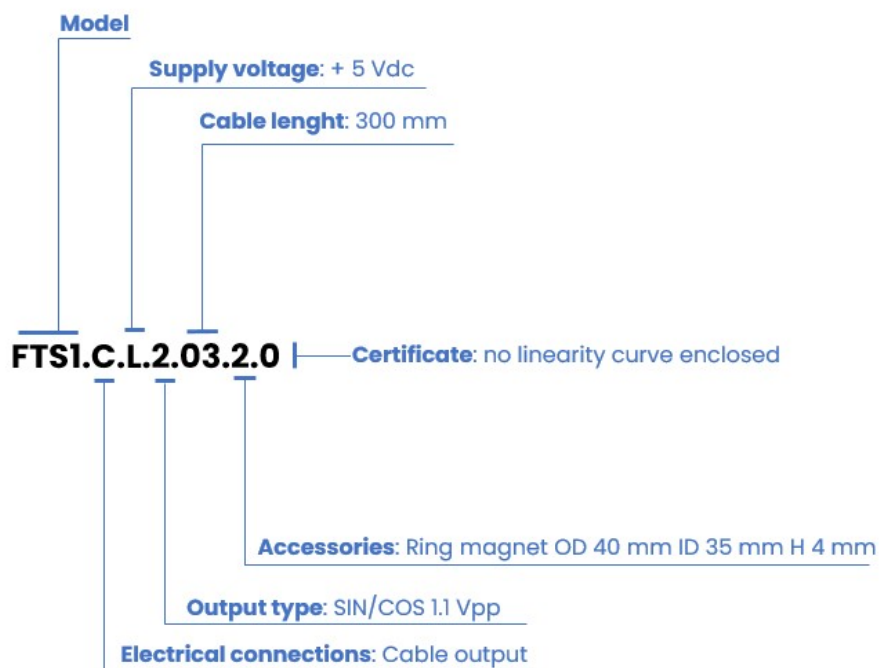 Model
Supply voltage: + 5 Vdc
Cable lenght: 300 mm
FTS1.C.L.2.03.2.0
Certificate: no linearity curve enclosed
Accessories: Ring magnet OD 40 mm ID 35 mm H 4 mm
Output type: SIN/COS 1.1 Vpp
Electrical connections: Cable output